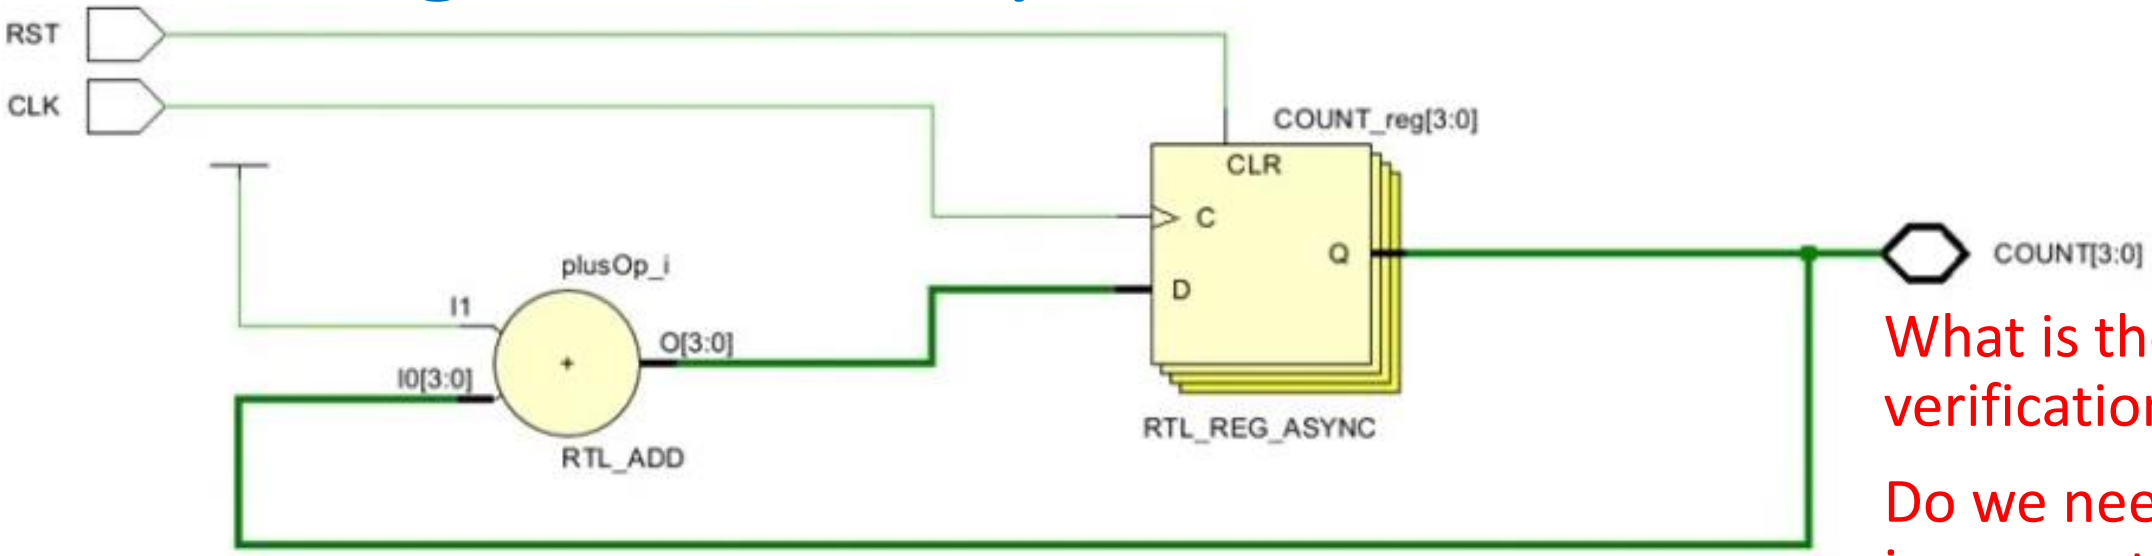 RST
CLK
COUNT_reg[3:0]
CLR
C
Q
COUNT[3:0]
D
plusOp_i
I1
O[3:0]
+
I0[3:0]
RTL_REG_ASYNC
RTL_ADD
What is th
verification
Do we nee